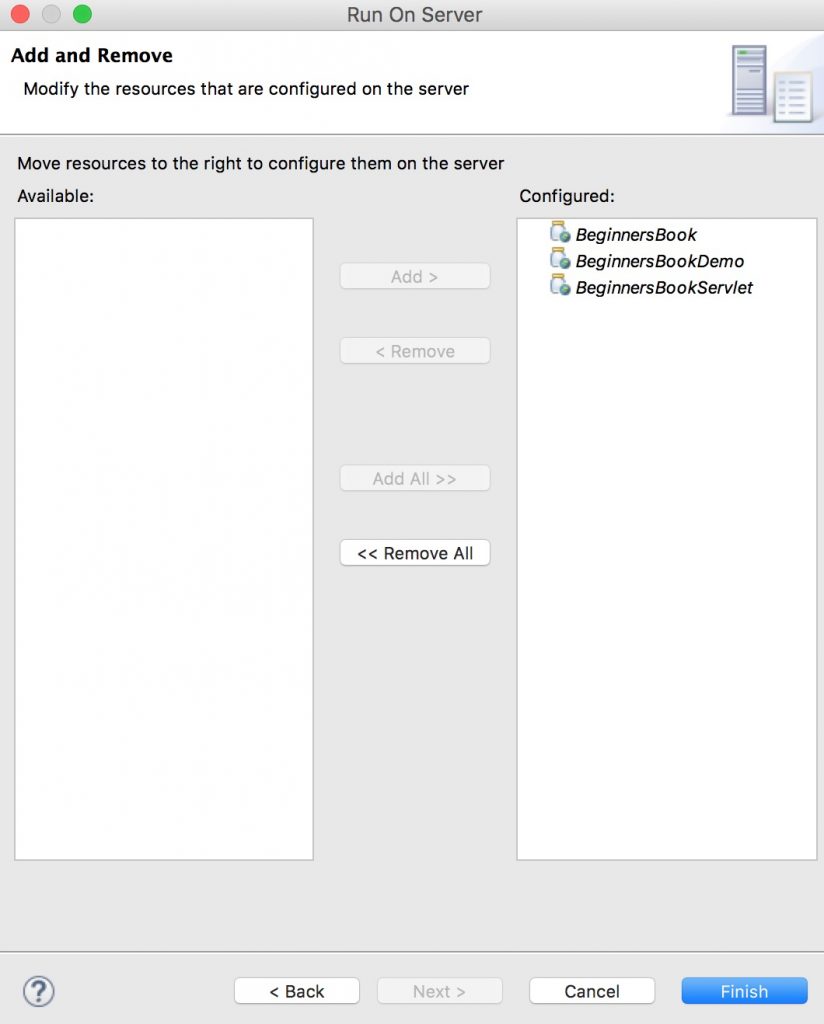 Run On Server
Add and Remove
Modify the resources that are configured on the server
Move resources to the right to configure them on the server
Available:
Configured:
BeginnersBook
BeginnersBookDemo
BeginnersBookServlet
Add >
< Remove
Add All >>
<< Remove All
?
< Back
Next >
Cancel
Finish